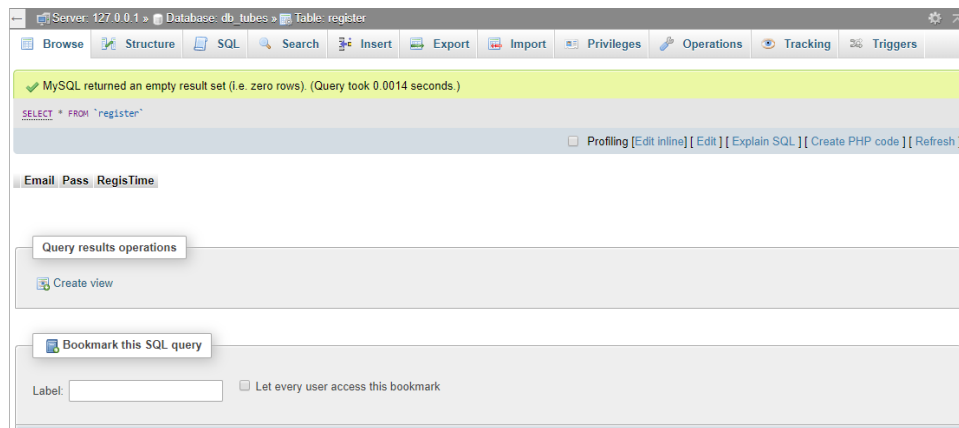 Server: 127.0.0.1 » Database: db_tubes » Table: register
Browse Structure SQL Search Insert Export Import Privileges Operations Tracking Triggers
MySQL returned an empty result set (i.e. zero rows). (Query took 0.0014 seconds.)
SELECT * FROM `register`
Profiling [Edit inline] [ Edit ] [ Explain SQL ] [ Create PHP code ] [ Refresh ]
Email Pass RegisTime
Query results operations
Create view
Bookmark this SQL query
Label: Let every user access this bookmark